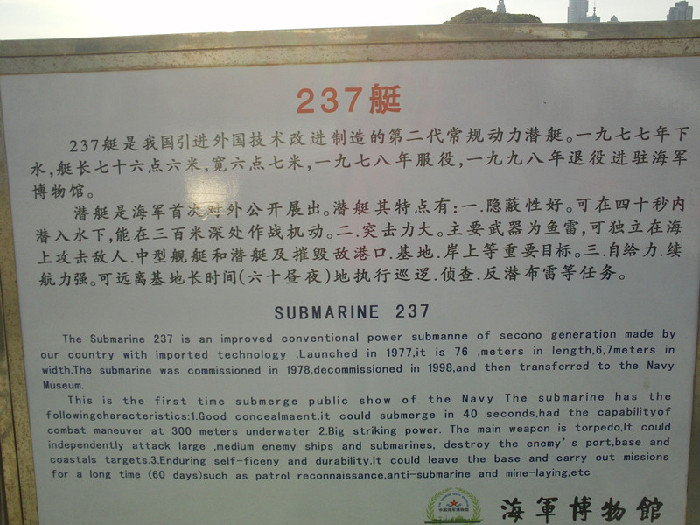 237艇
237艇是我国引进外国技术改进制造的第二代常规动力潜艇。一九七七年下
水,艇长七十六点六米,宽六点七米,一九七八年服役,一九九八年退役进驻海军
博物馆。
潜艇是海军首次对外公开展出。潜艇其特点有:一.隐蔽性好。可在四十秒内
潜入水下,能在三百米深处作战机动。二.突击力大。主要武器为鱼雷,可独立在海
上攻击敌人.中型舰艇和潜艇及摧毁敌港口.基地.岸上等重要目标。三.自给力.续
航力强。可远离基地长时间(六十昼夜)地执行巡逻.侦查.反潜布雷等任务。
SUBMARINE 237
The Submarine 237 is an improved conventional power submanne of secono generation made by
our country with imported technology .Launched in 1977,it is 76 .meters in length,6,7meters in
width.The submarine was commissioned in 1978,decommissioned in 1998,and then transferred to the Navy
Museum.
This is the first time submerge public show of the Navy The submarine has the
followingcheracteristics:1.Good concealmaent.it could submerge in 40 seconds,had the capabilityof
combat maneuver at 300 meters underwater 2.Big striking power. The main weapon is torpedo,It could
independently attack large ,medium enemy ships and submarines, destroy the enemy's port,base and
coastals targets.3.Enduring self-ficeny and durability.It could leave the base and carry out missions
for a long time (60 days)such as patrol raconnaissance,anti-submarine and mine-laying,etc
海軍博物館